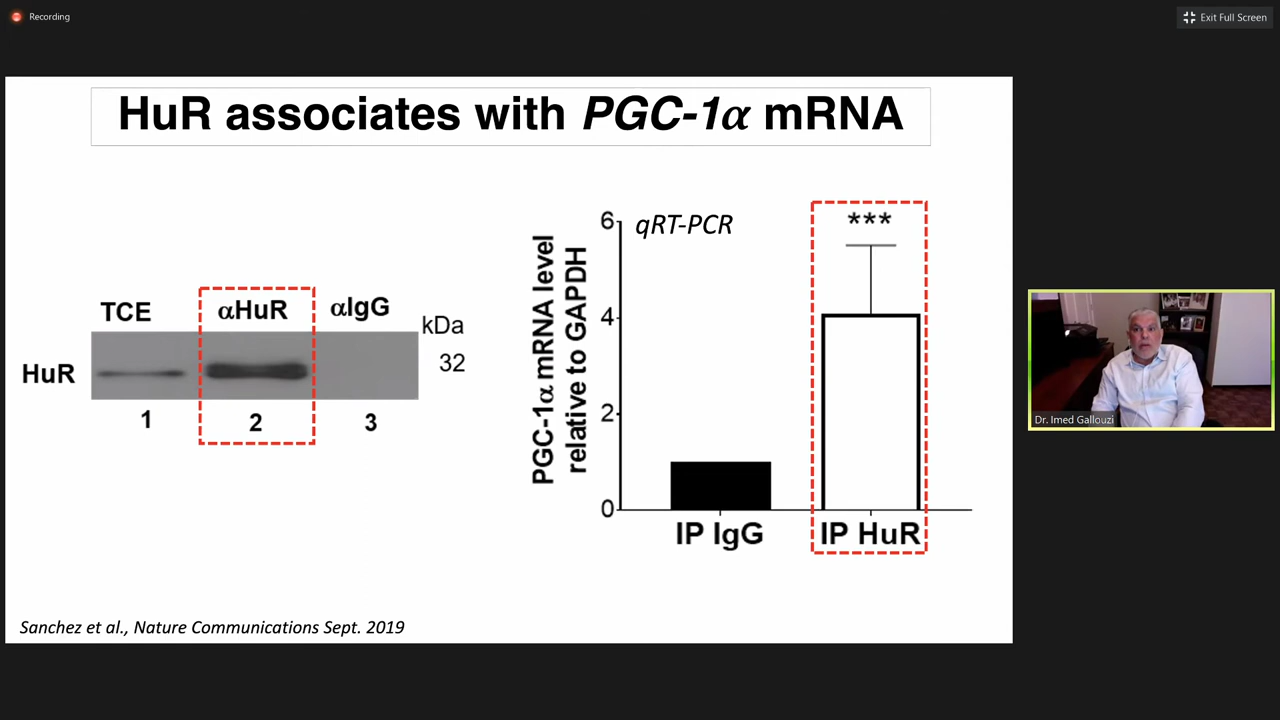 Recording
Exit Full Screen
HuR associates with PGC-1α mRNA
TCE αHuR αIgG
kDa
HuR
32
1 2 3
PGC-1α mRNA level
relative to GAPDH
qRT-PCR
***
6
4
2
0
IP IgG IP HuR
Sanchez et al., Nature Communications Sept. 2019
Dr. Imed Gallouzi